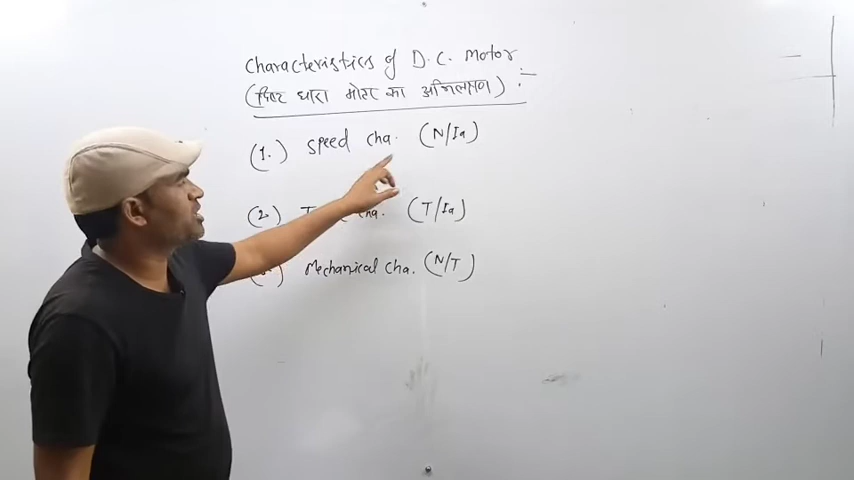 Characteristics of D.C. Motor
(दिष्ट धारा मोटर का अभिलक्षण) :-
(1.) Speed Cha. (N/Ia)
(2) Cha. (T/Ia)
Mechanical Cha. (N/T)